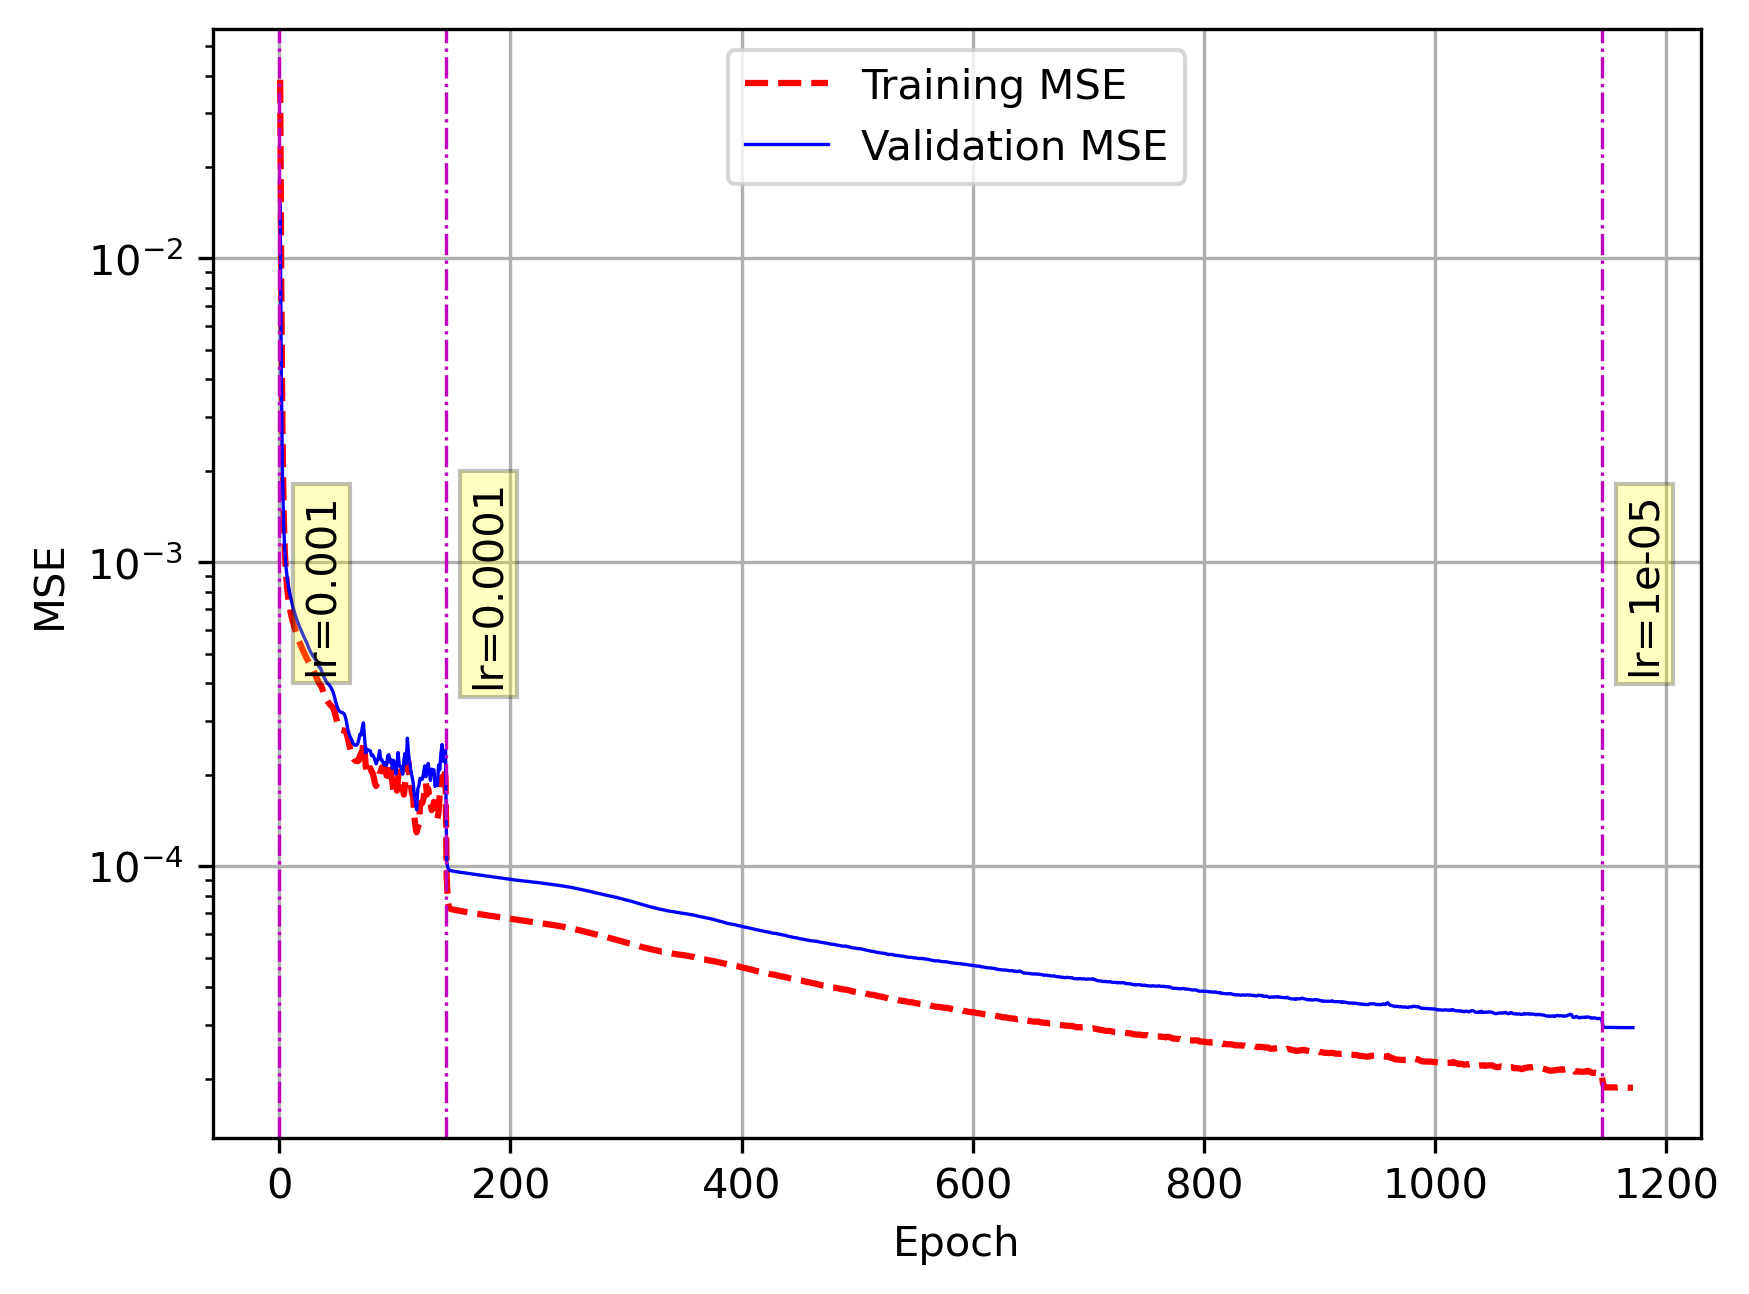 Training MSE
Validation MSE
MSE
10⁻²
10⁻³
10⁻⁴
lr=0.001
lr=0.0001
lr=1e-05
0 200 400 600 800 1000 1200
Epoch